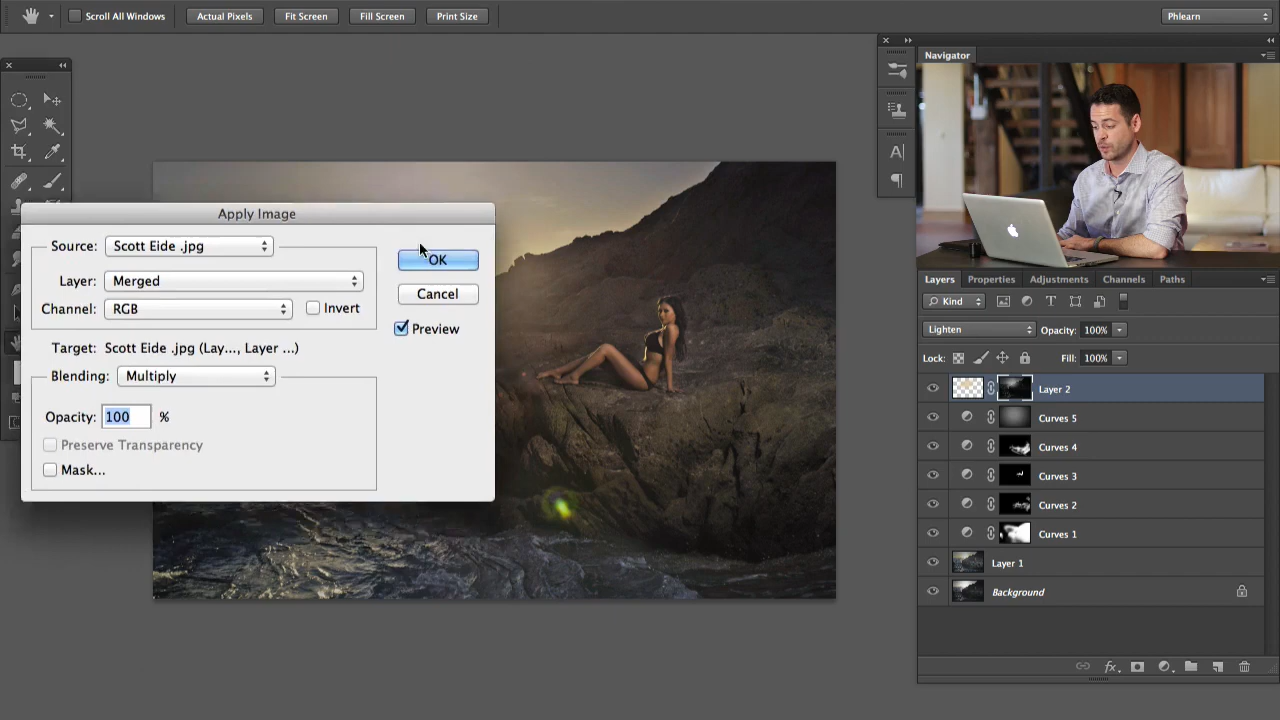 Scroll All Windows Actual Pixels Fit Screen Fill Screen Print Size Phlearn
Navigator
Apply Image
Source: Scott Eide .jpg
OK
Layer: Merged
Cancel
Channel: RGB Invert
Preview
Target: Scott Eide .jpg (Lay..., Layer ...)
Blending: Multiply
Opacity: 100 %
Preserve Transparency
Mask...
A
Layers Properties Adjustments Channels Paths
Kind T
Lighten Opacity: 100%
Lock: Fill: 100%
Layer 2
Curves 5
Curves 4
Curves 3
Curves 2
Curves 1
Layer 1
Background
fx